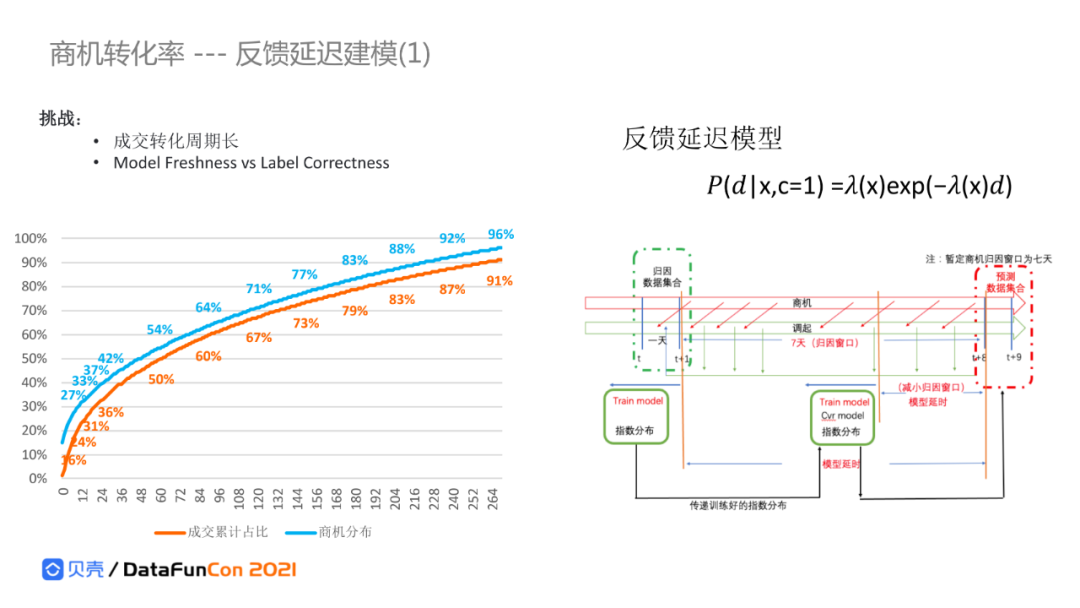 商机转化率 --- 反馈延迟建模(1)
挑战：
• 成交转化周期长
• Model Freshness vs Label Correctness
100%
90%
80%
70%
60%
50%
40%
30%
20%
10%
0%
27%
33%
37%
42%
54%
64%
71%
77%
83%
88%
92%
96%
16%
24%
31%
36%
50%
60%
67%
73%
79%
83%
87%
91%
0 12 24 36 48 60 72 84 96 108 120 132 144 156 168 180 192 204 216 228 240 252 264
成交累计占比 商机分布
反馈延迟模型
P(d|x,c=1) =λ(x)exp(−λ(x)d)
注：暂定商机归因窗口为七天
归因
数据集合
预测
数据集合
商机
调起
一天
7天（归因窗口）
t
t+1
t+8
t+9
（减小归因窗口）
模型延时
Train model
指数分布
Train model
Cvr model
指数分布
模型延时
传递训练好的指数分布
贝壳 / DataFunCon 2021